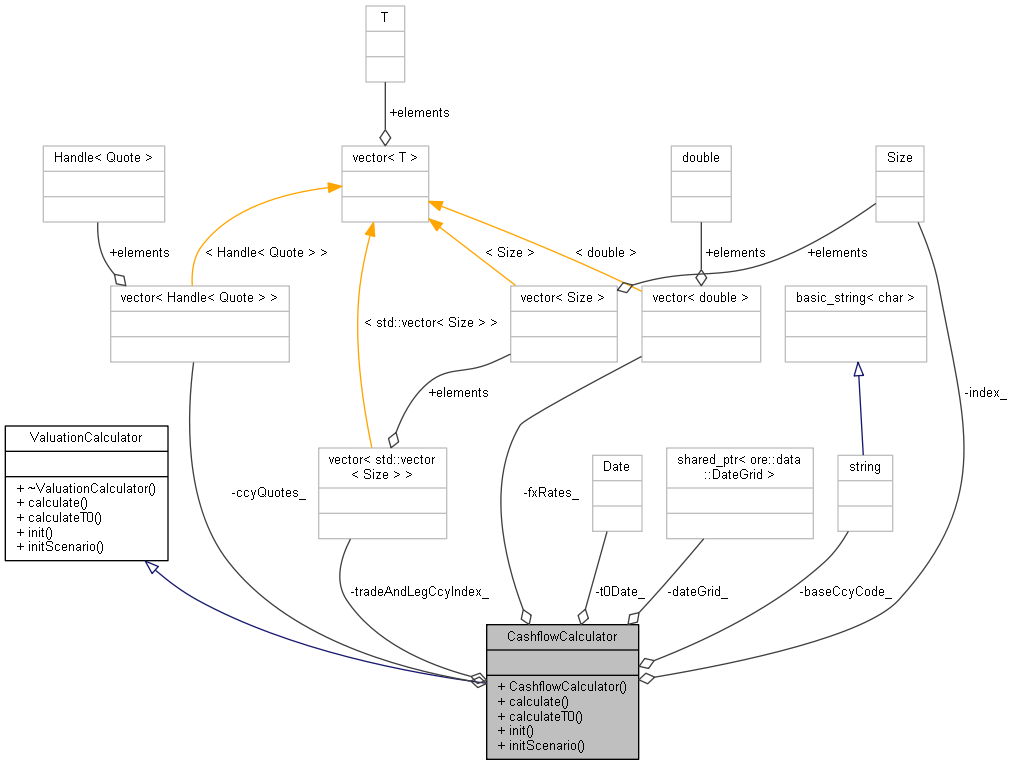 T
+elements
Handle< Quote >
vector< T >
double
Size
+elements
< Handle< Quote > >
< Size >
< double >
+elements
+elements
vector< Handle< Quote > >
vector< Size >
vector< double >
basic_string< char >
< std::vector< Size > >
+elements
-index_
ValuationCalculator
+ ~ValuationCalculator()
+ calculate()
+ calculateT0()
+ init()
+ initScenario()
vector< std::vector
< Size > >
Date
shared_ptr< ore::data
::DateGrid >
string
-ccyQuotes_
-fxRates_
-tradeAndLegCcyIndex_
-t0Date_
-dateGrid_
-baseCcyCode_
CashflowCalculator
+ CashflowCalculator()
+ calculate()
+ calculateT0()
+ init()
+ initScenario()